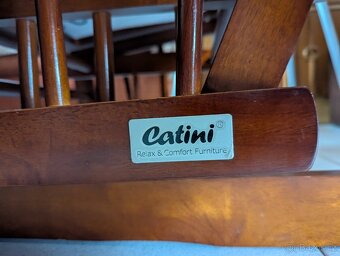 Catini®
Relax & Comfort Furniture